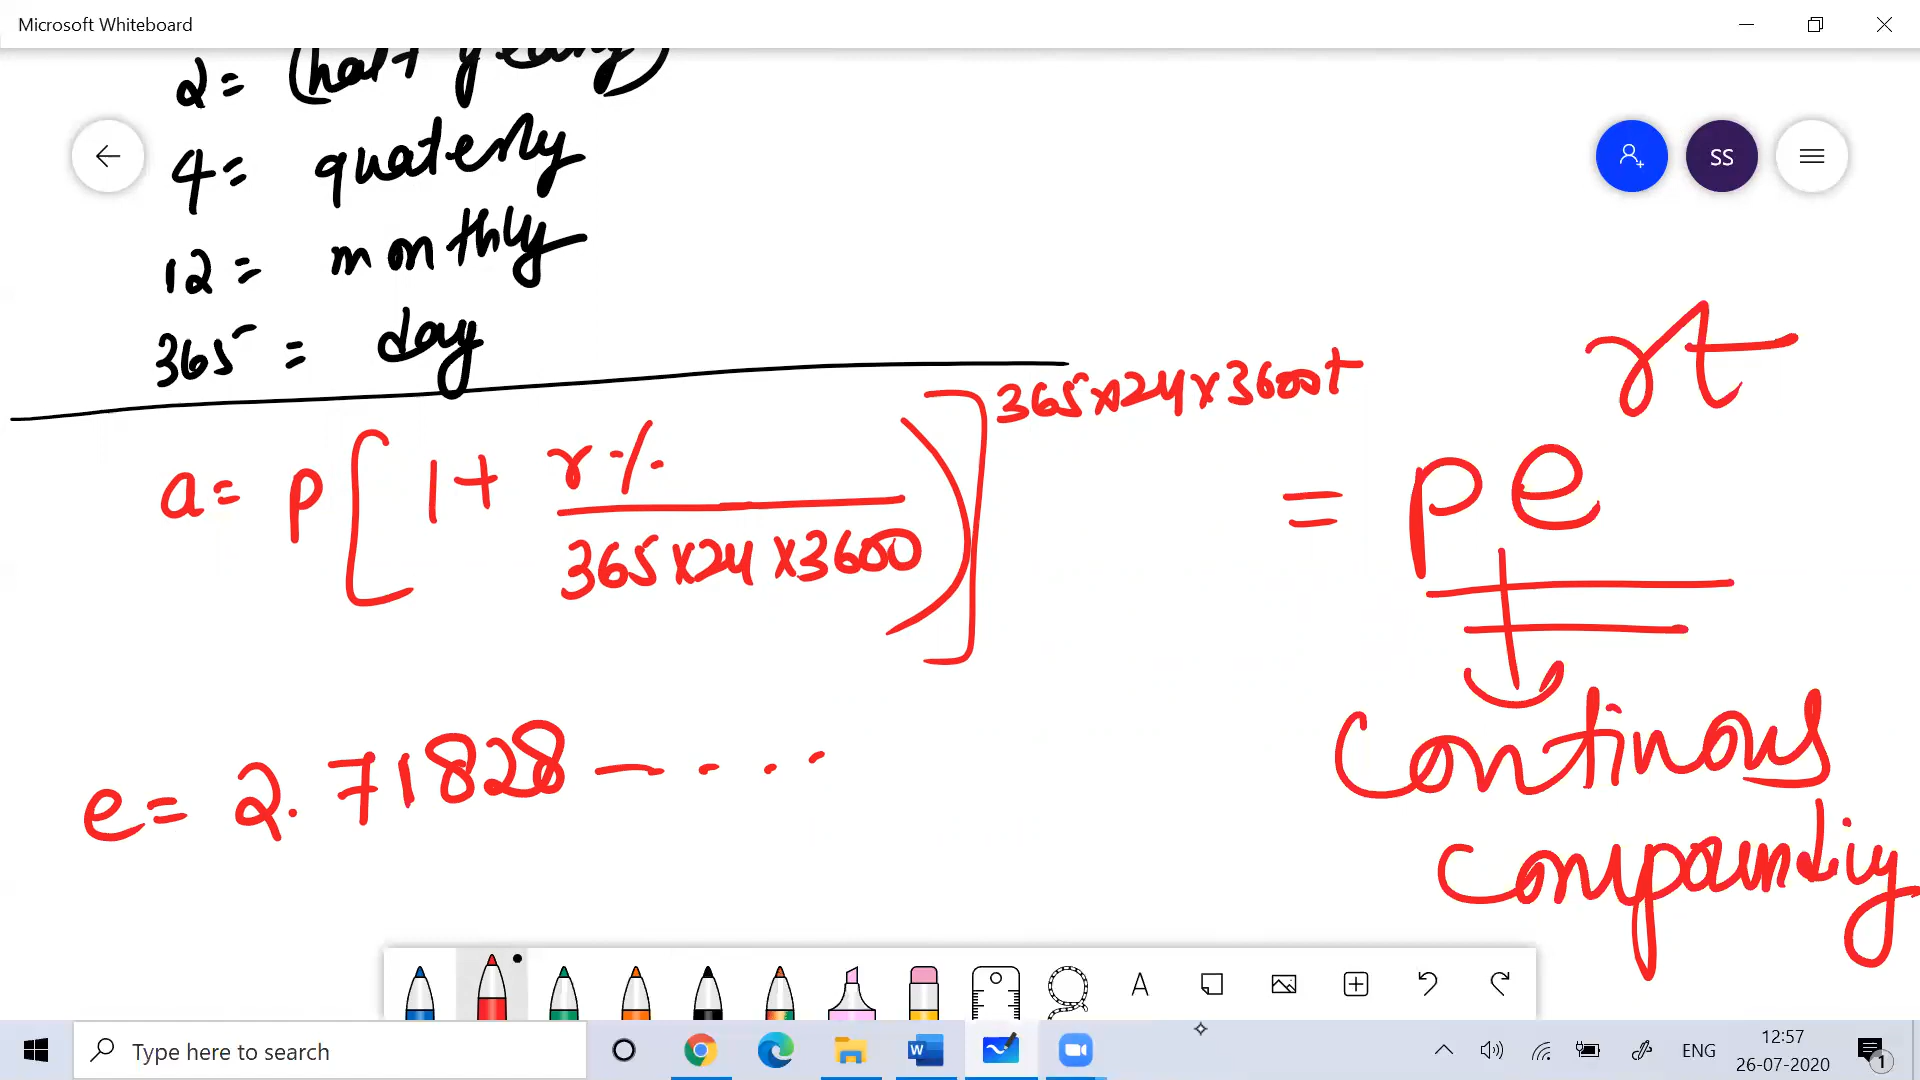 Microsoft Whiteboard
2= (half yearly)
4= quaterly
12= monthly
365 = day
SS
a= p[1+ r% / 365x24x3600)]^365x24x3600t = pe^rt
e= 2.71828 — . . . .
Continous
compounding
A
Type here to search
W
ENG
12:57
26-07-2020
1